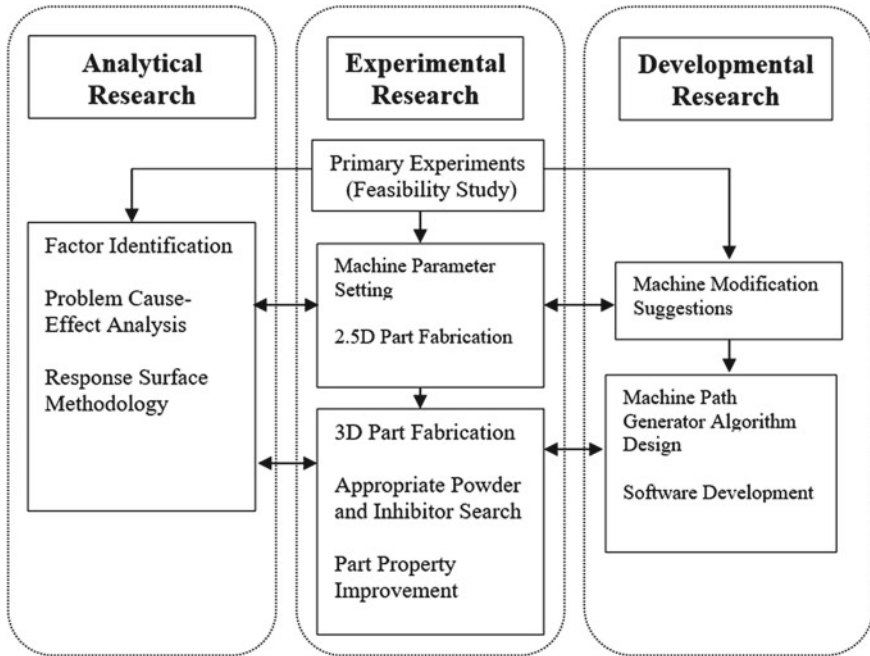 Analytical
Research
Experimental
Research
Developmental
Research
Primary Experiments
(Feasibility Study)
Factor Identification
Problem Cause-
Effect Analysis
Response Surface
Methodology
Machine Parameter
Setting
2.5D Part Fabrication
3D Part Fabrication
Appropriate Powder
and Inhibitor Search
Part Property
Improvement
Machine Modification
Suggestions
Machine Path
Generator Algorithm
Design
Software Development